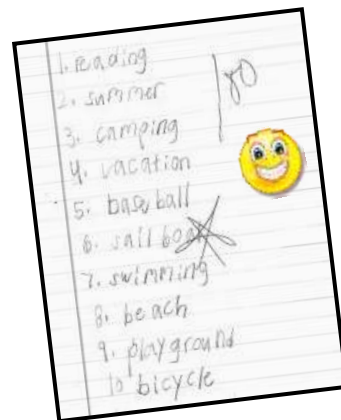 1. reading
2. summer
3. camping
4. vacation
5. baseball
6. sail boat
7. swimming
8. beach
9. playground
10 bicycle